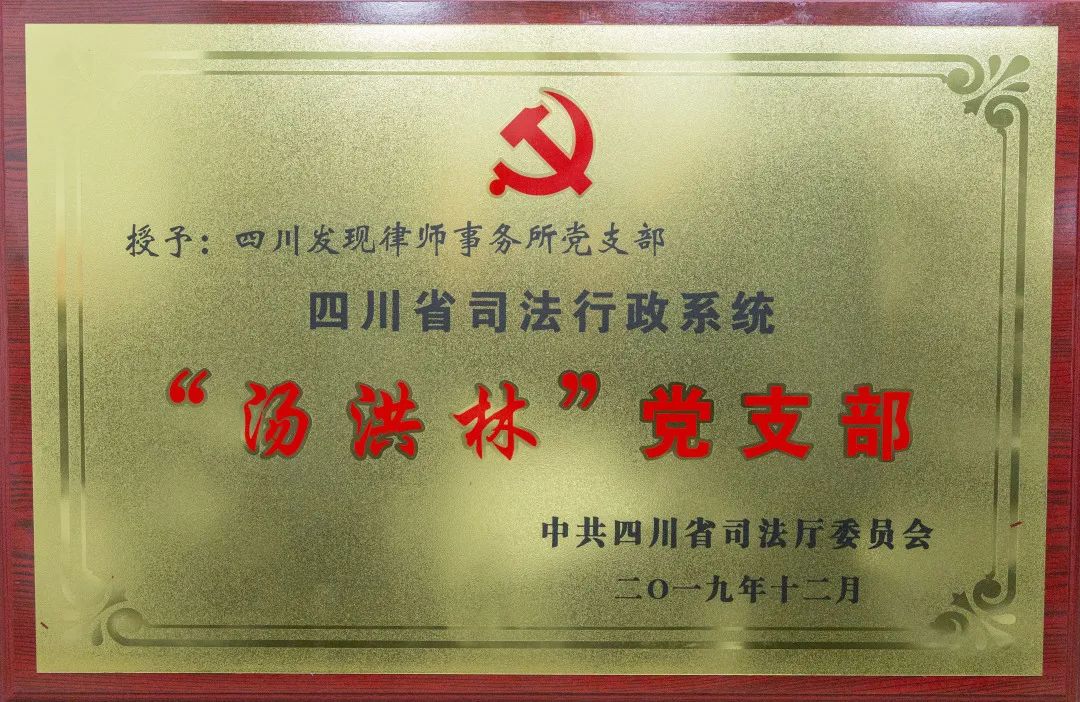 授予：四川发现律师事务所党支部
四川省司法行政系统
“汤洪林”党支部
中共四川省司法厅委员会
二〇一九年十二月